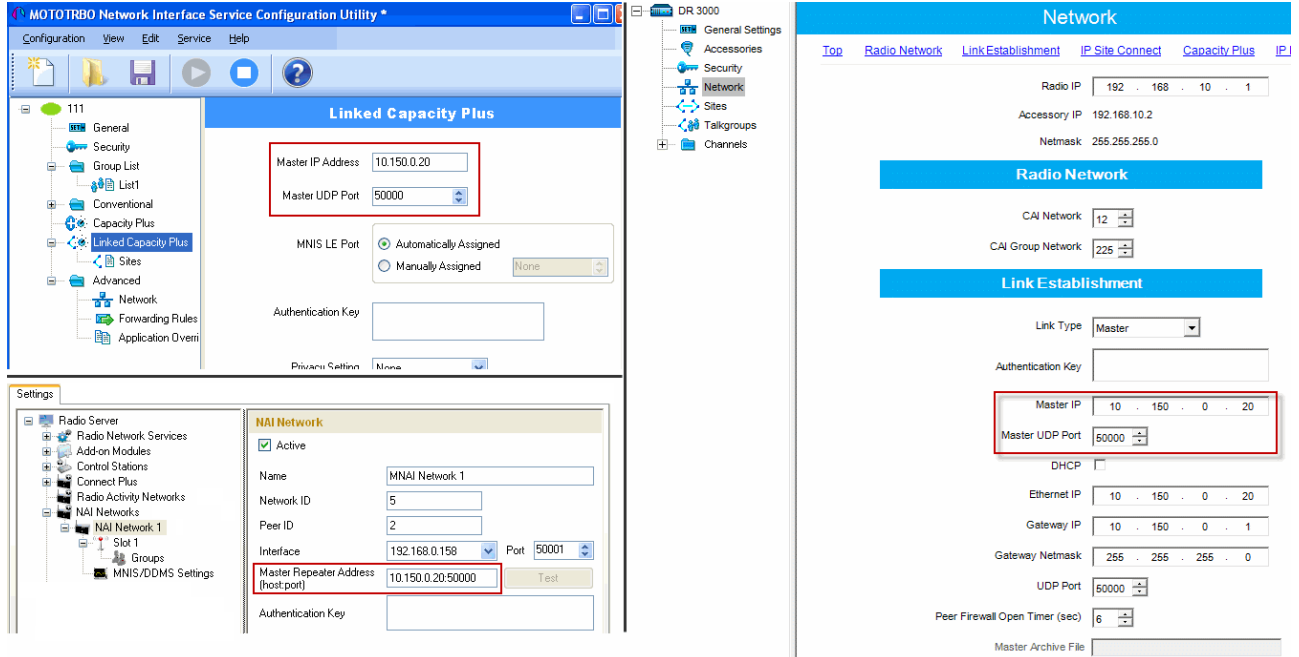 MOTOTRBO Network Interface Service Configuration Utility *
Configuration View Edit Service Help
111
General
Security
Group List
List1
Conventional
Capacity Plus
Linked Capacity Plus
Sites
Advanced
Network
Forwarding Rules
Application Overri
Linked Capacity Plus
Master IP Address 10.150.0.20
Master UDP Port 50000
MNIS LE Port Automatically Assigned
Manually Assigned None
Authentication Key
Privacy Setting None
Settings
Radio Server
Radio Network Services
Add-on Modules
Control Stations
Connect Plus
Radio Activity Networks
NAI Networks
NAI Network 1
Slot 1
Groups
MNIS/DDMS Settings
NAI Network
Active
Name MNAI Network 1
Network ID 5
Peer ID 2
Interface 192.168.0.158 Port 50001
Master Repeater Address
(host:port) 10.150.0.20:50000 Test
Authentication Key
DR 3000
General Settings
Accessories
Security
Network
Sites
Talkgroups
Channels
Network
Top Radio Network Link Establishment IP Site Connect Capacity Plus IP
Radio IP 192 . 168 . 10 . 1
Accessory IP 192.168.10.2
Netmask 255.255.255.0
Radio Network
CAI Network 12
CAI Group Network 225
Link Establishment
Link Type Master
Authentication Key
Master IP 10 . 150 . 0 . 20
Master UDP Port 50000
DHCP
Ethernet IP 10 . 150 . 0 . 20
Gateway IP 10 . 150 . 0 . 1
Gateway Netmask 255 . 255 . 255 . 0
UDP Port 50000
Peer Firewall Open Timer (sec) 6
Master Archive File